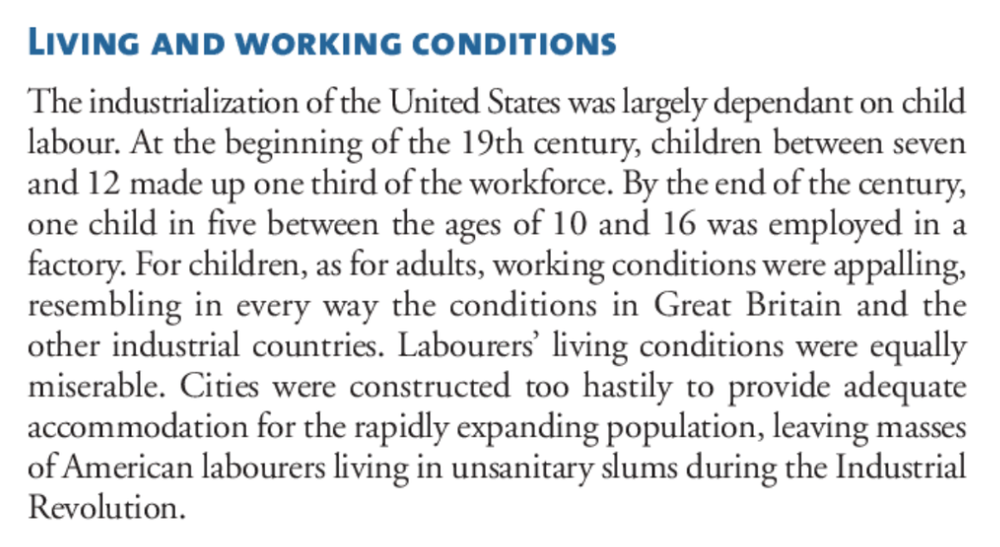 LIVING AND WORKING CONDITIONS
The industrialization of the United States was largely dependant on child
labour. At the beginning of the 19th century, children between seven
and 12 made up one third of the workforce. By the end of the century,
one child in five between the ages of 10 and 16 was employed in a
factory. For children, as for adults, working conditions were appalling,
resembling in every way the conditions in Great Britain and the
other industrial countries. Labourers’ living conditions were equally
miserable. Cities were constructed too hastily to provide adequate
accommodation for the rapidly expanding population, leaving masses
of American labourers living in unsanitary slums during the Industrial
Revolution.